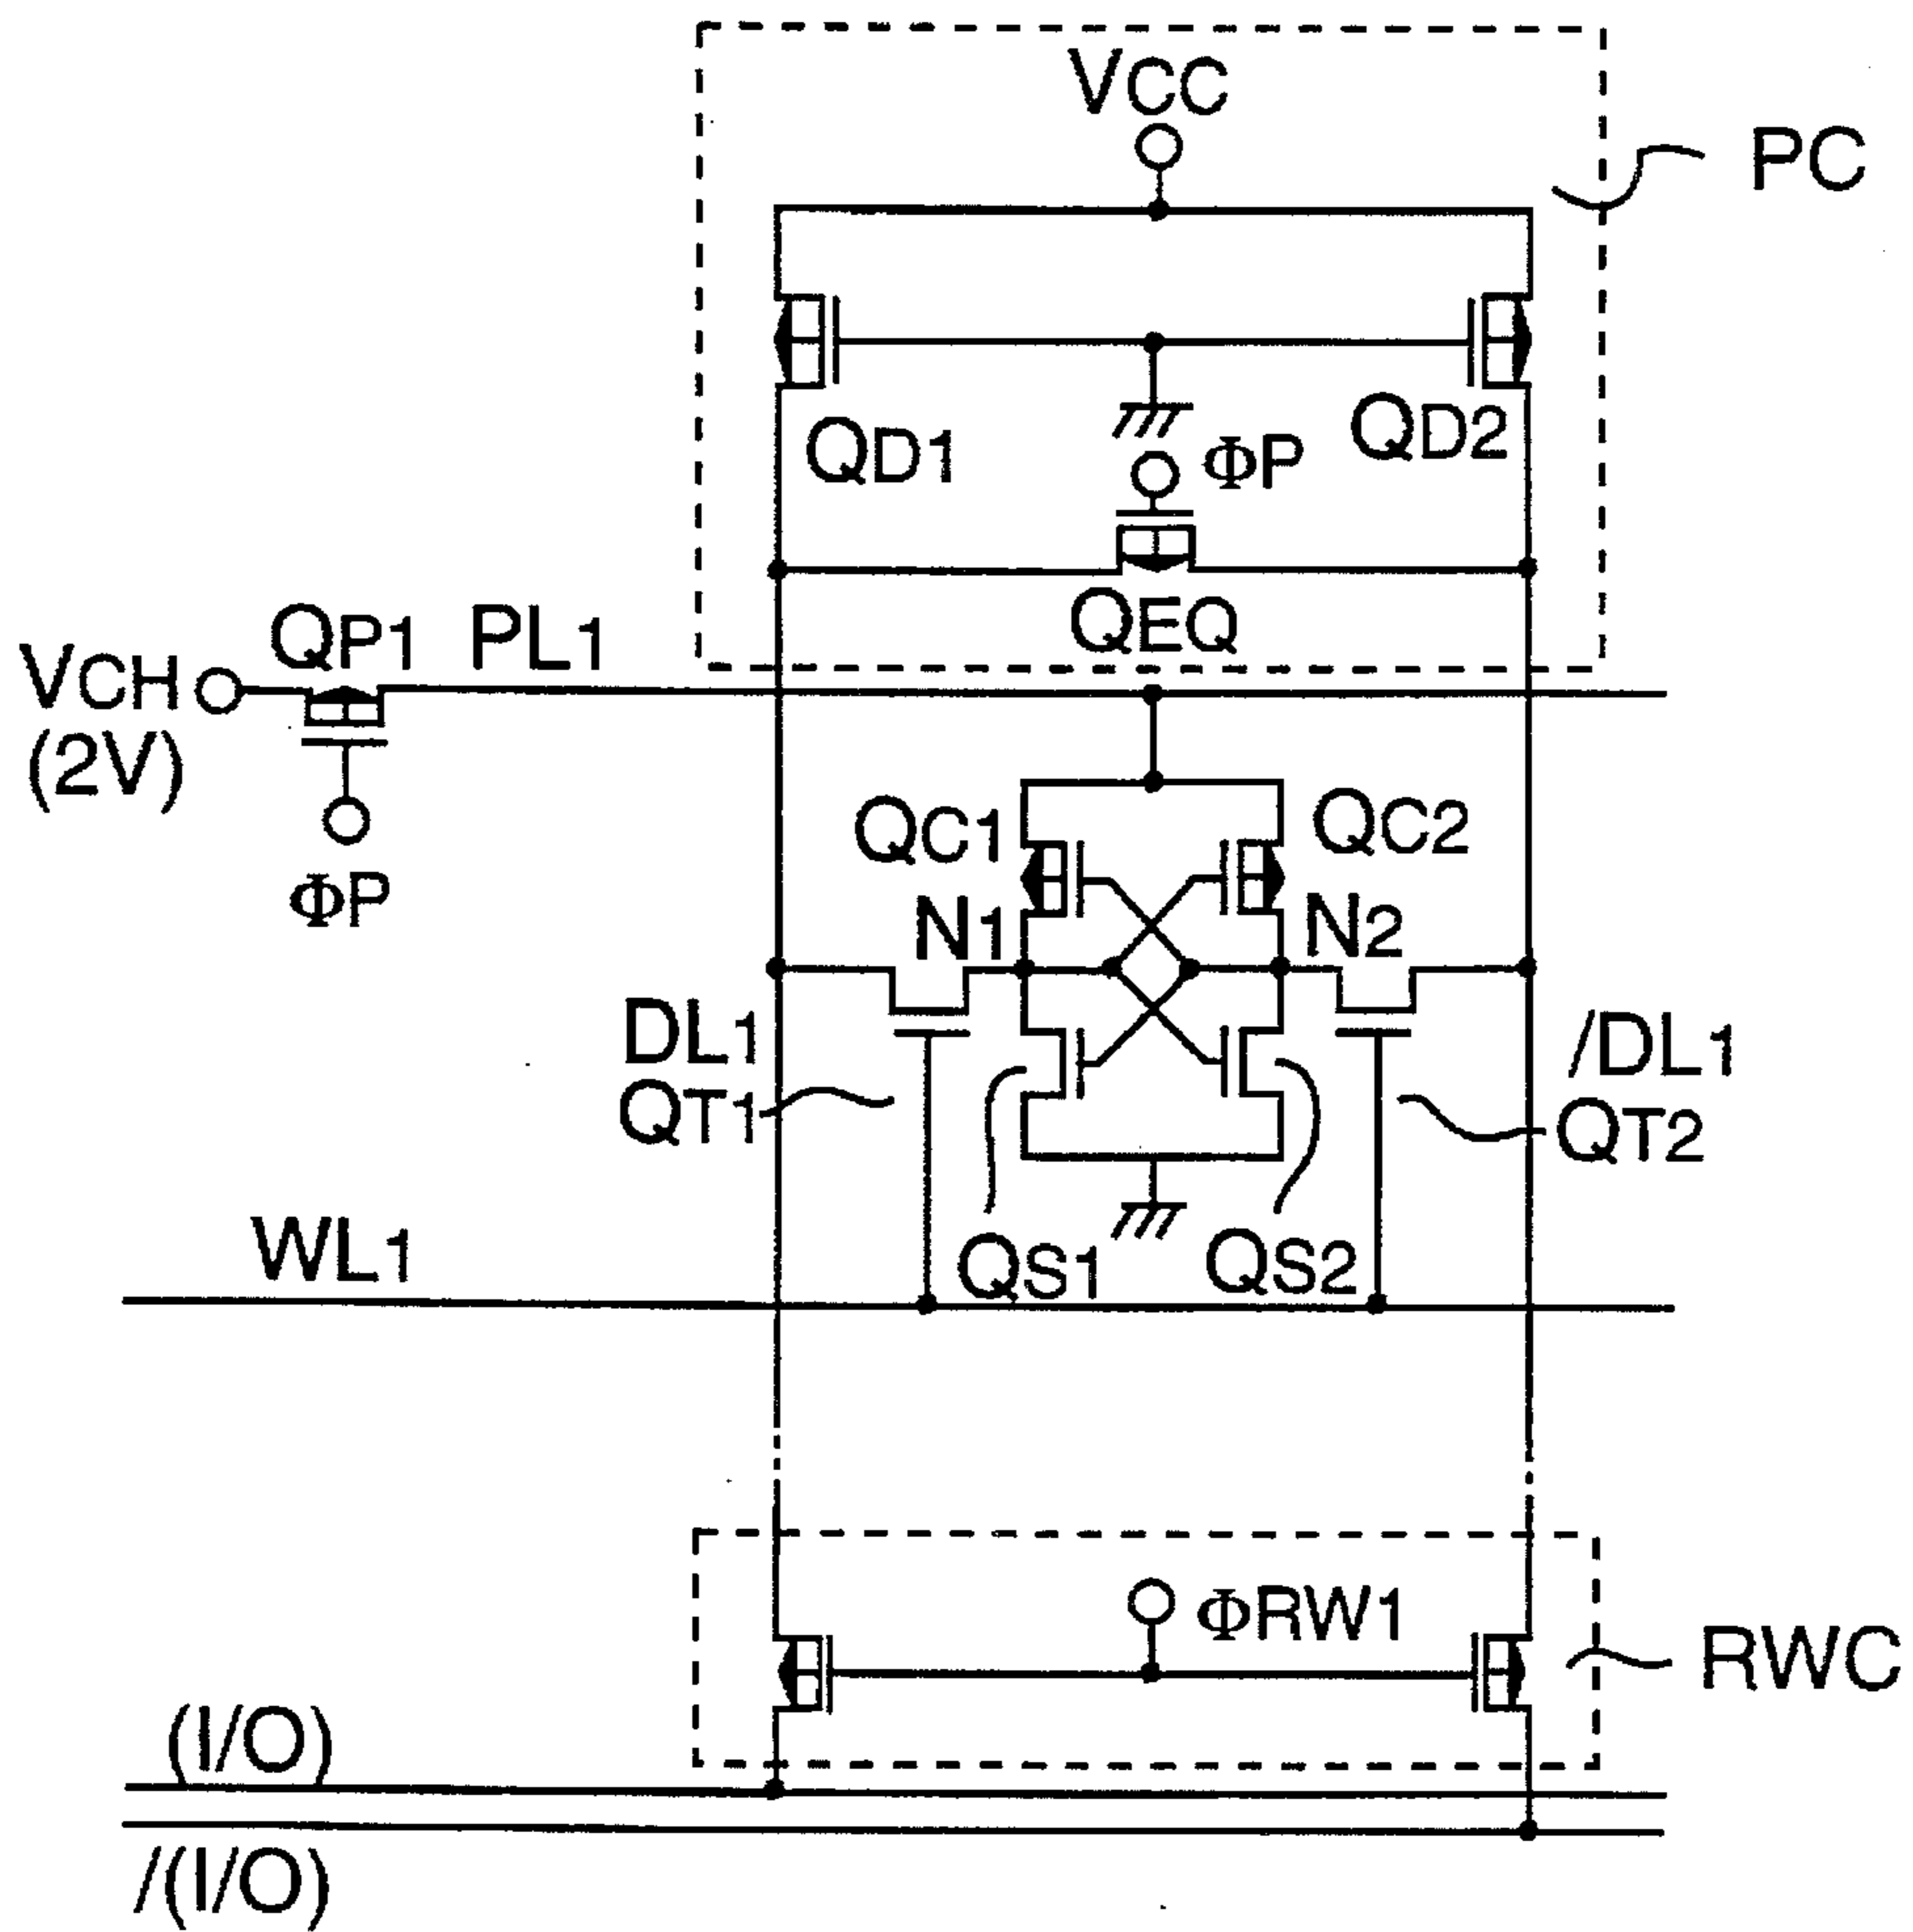 VCC
PC
QD1
QD2
ΦP
QEQ
QP1
PL1
VCH
(2V)
ΦP
QC1
QC2
N1
N2
DL1
/DL1
QT1
QT2
WL1
QS1
QS2
ΦRW1
RWC
(I/O)
/(I/O)